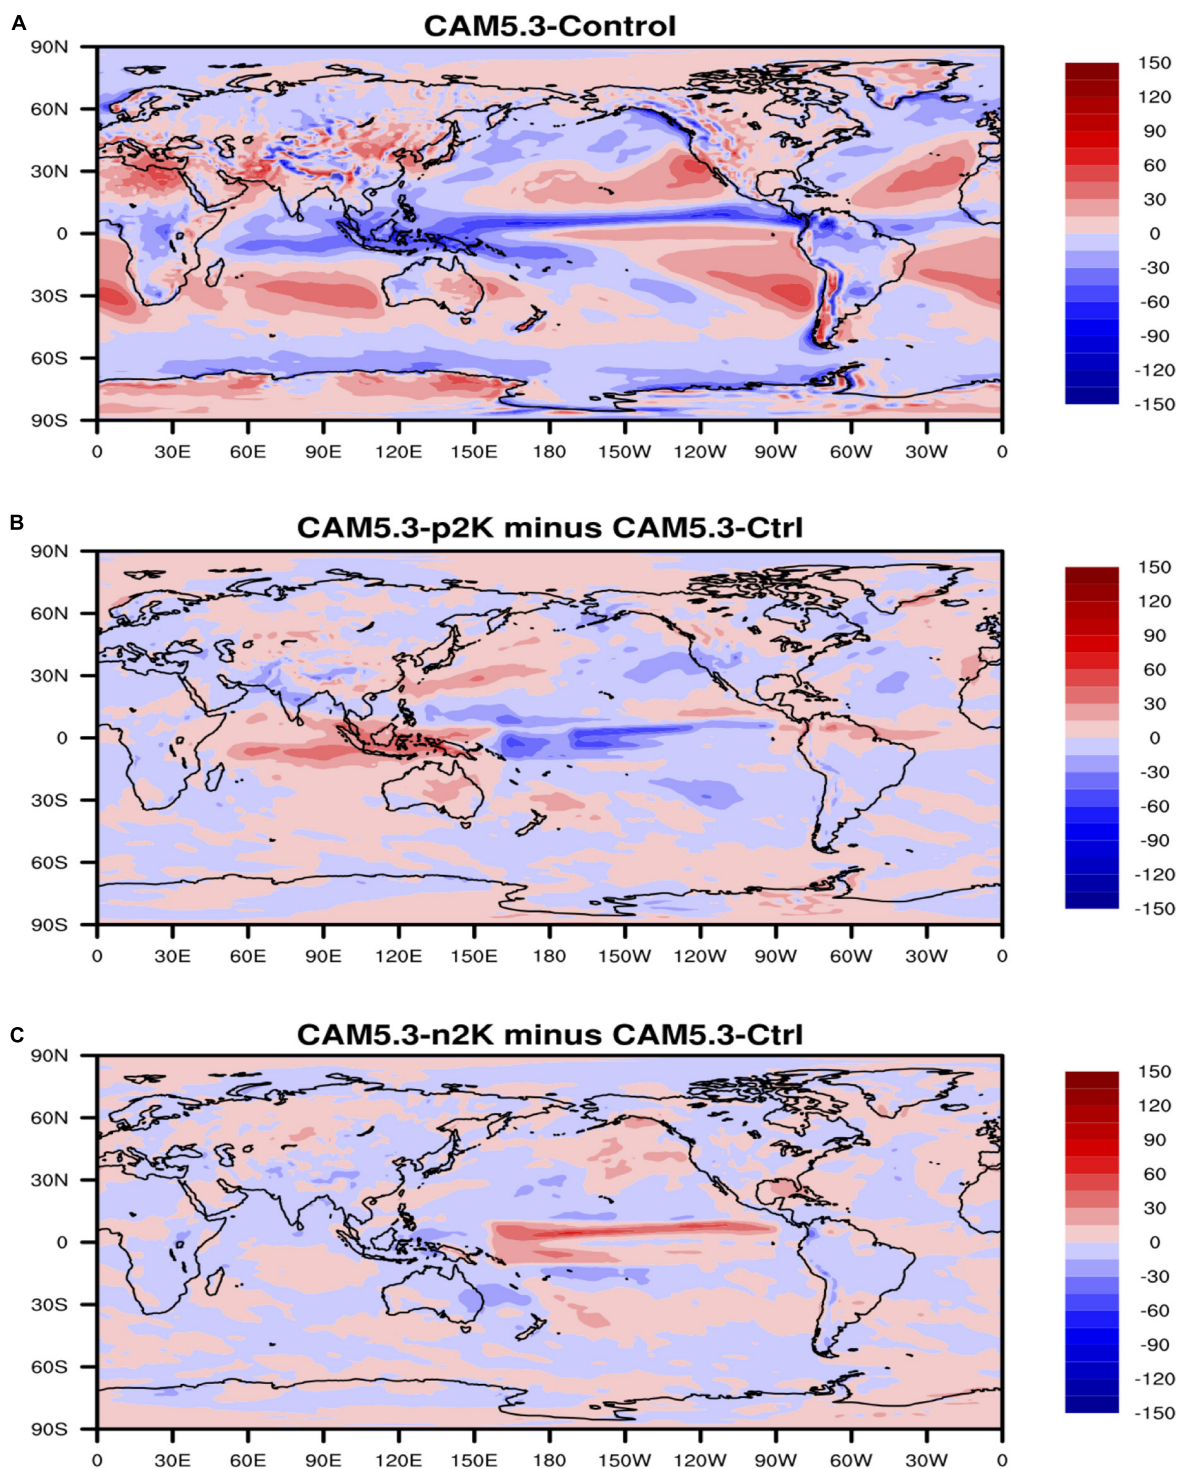 A
CAM5.3-Control
90N
60N
30N
0
30S
60S
90S
0 30E 60E 90E 120E 150E 180 150W 120W 90W 60W 30W 0
150
120
90
60
30
0
-30
-60
-90
-120
-150
B
CAM5.3-p2K minus CAM5.3-Ctrl
90N
60N
30N
0
30S
60S
90S
0 30E 60E 90E 120E 150E 180 150W 120W 90W 60W 30W 0
150
120
90
60
30
0
-30
-60
-90
-120
-150
C
CAM5.3-n2K minus CAM5.3-Ctrl
90N
60N
30N
0
30S
60S
90S
0 30E 60E 90E 120E 150E 180 150W 120W 90W 60W 30W 0
150
120
90
60
30
0
-30
-60
-90
-120
-150